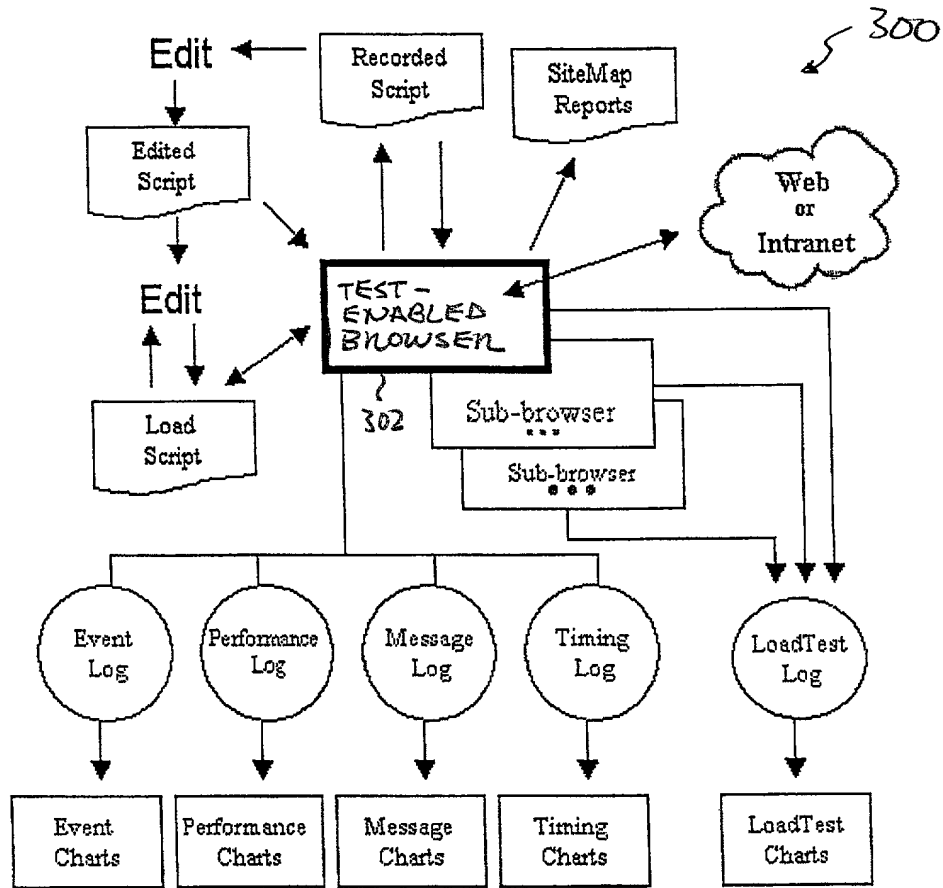 300
Edit
Recorded
Script
SiteMap
Reports
Edited
Script
Web
or
Intranet
Edit
TEST-
ENABLED
BROWSER
302
Load
Script
Sub-browser
Sub-browser
Event
Log
Performance
Log
Message
Log
Timing
Log
LoadTest
Log
Event
Charts
Performance
Charts
Message
Charts
Timing
Charts
LoadTest
Charts